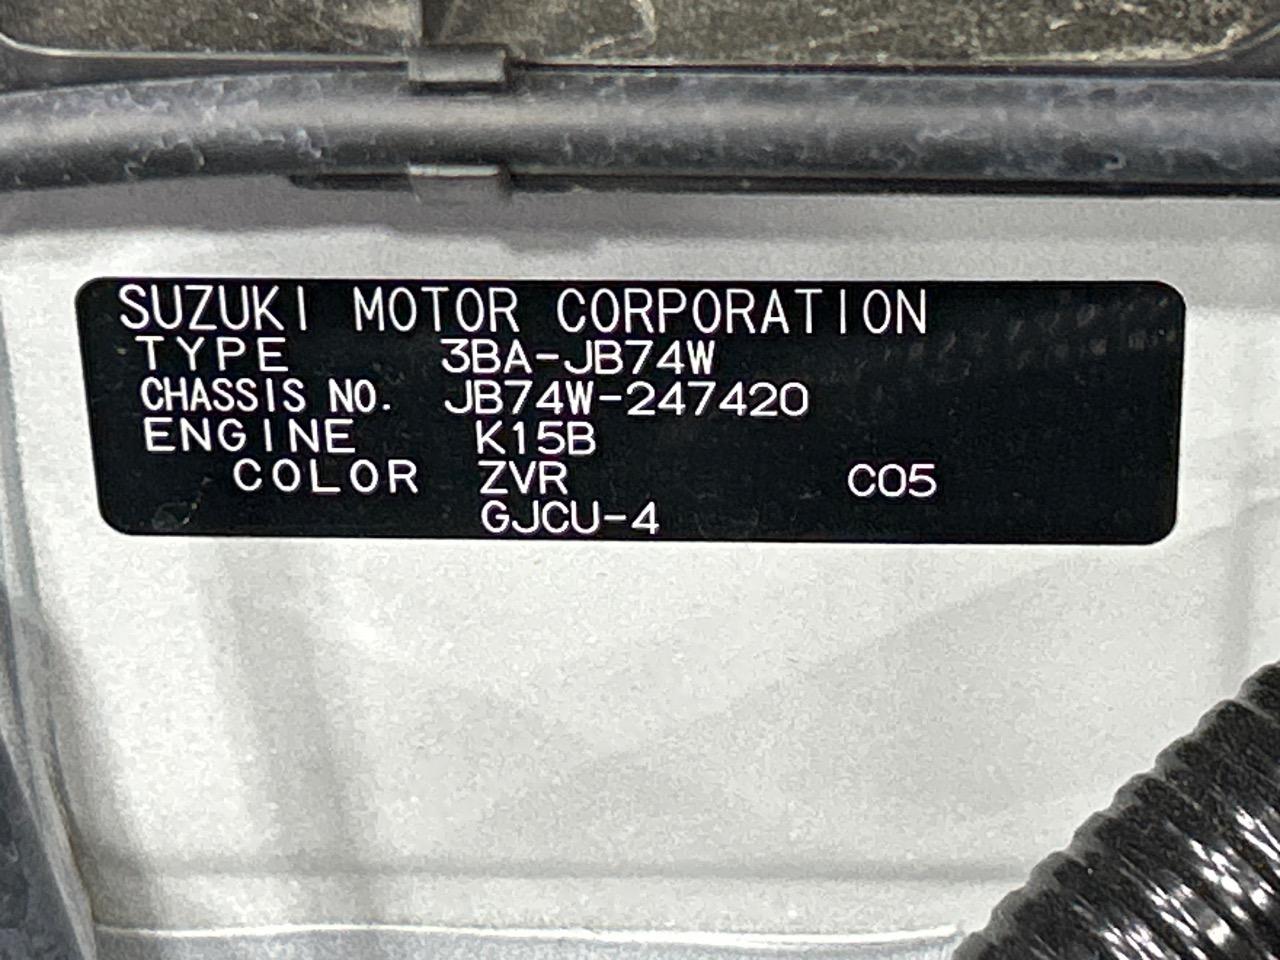 SUZUKI MOTOR CORPORATION
TYPE 3BA-JB74W
CHASSIS NO. JB74W-247420
ENGINE K15B
COLOR ZVR C05
GJCU-4